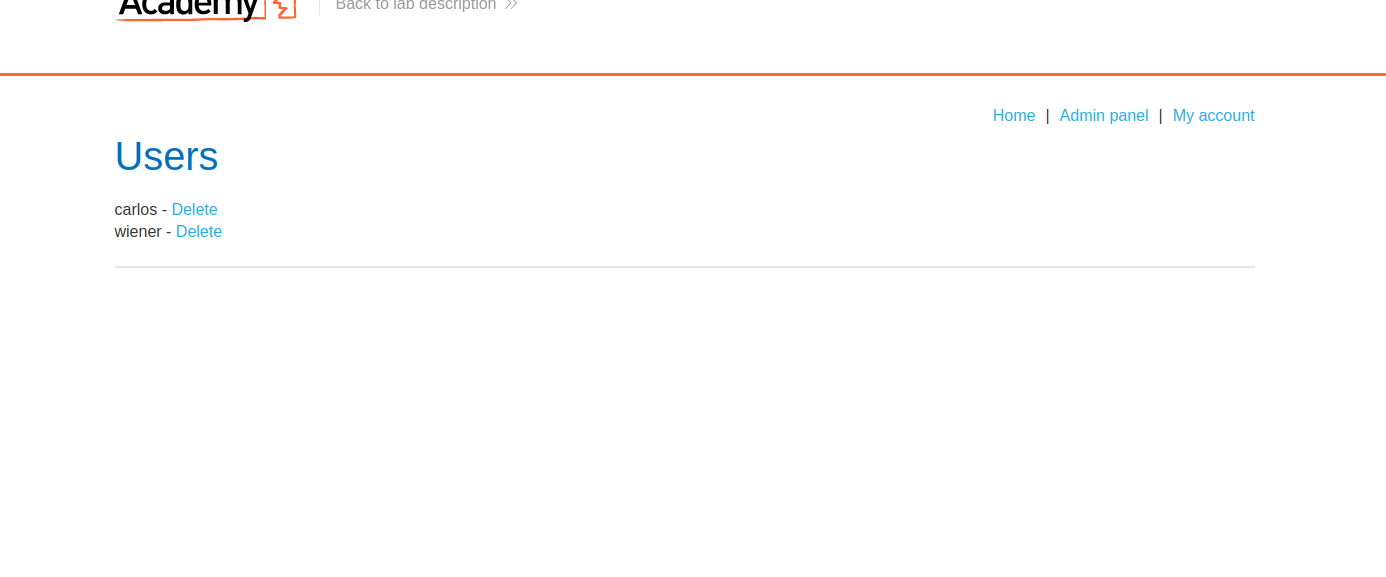 Academy
Back to lab description
Home | Admin panel | My account
Users
carlos - Delete
wiener - Delete